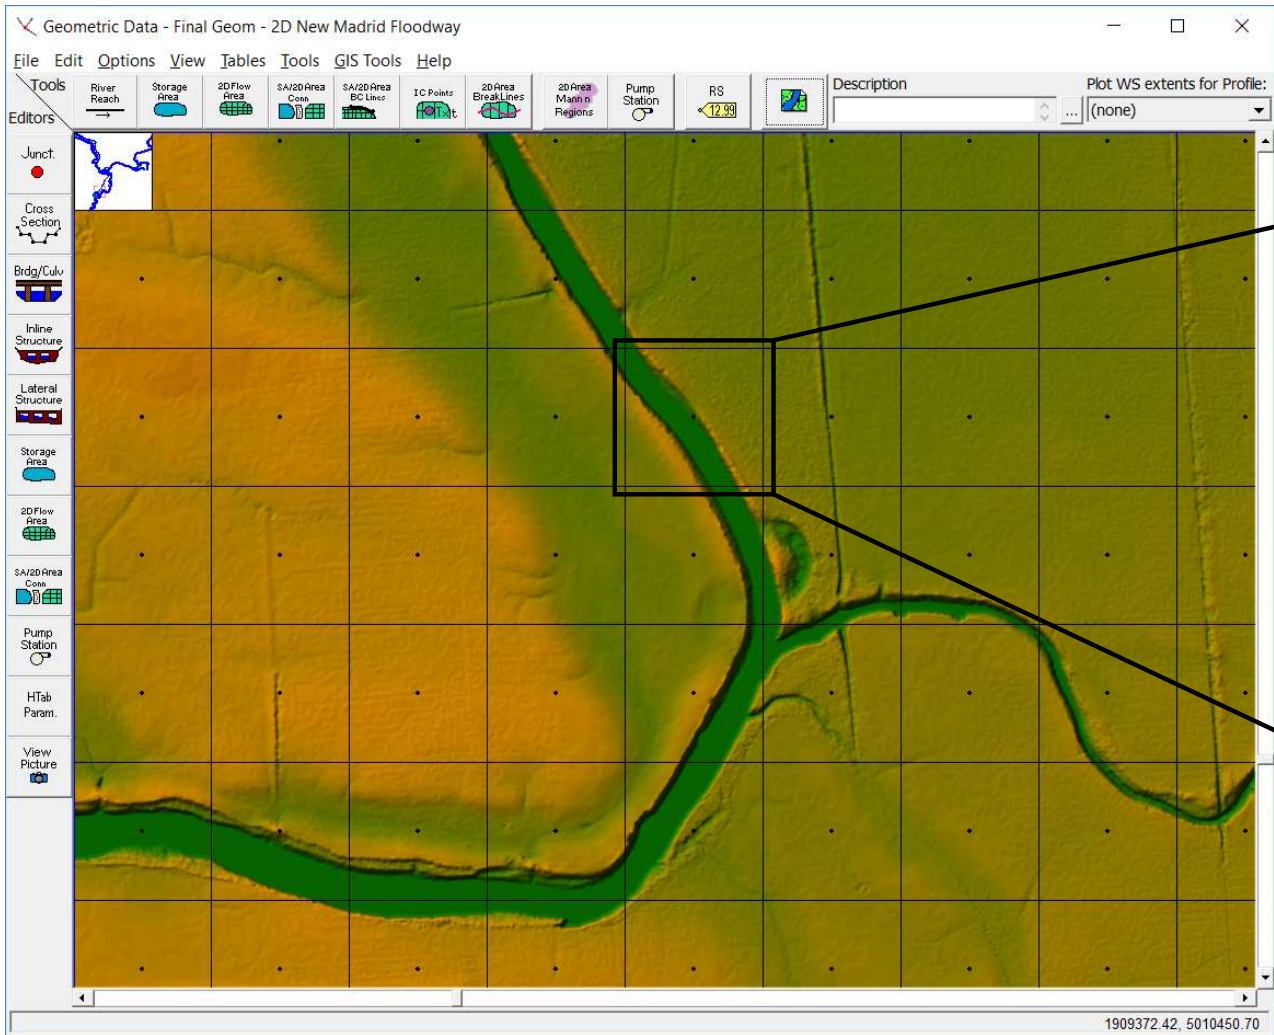 Geometric Data - Final Geom - 2D New Madrid Floodway
File Edit Options View Tables Tools GIS Tools Help
Tools
Editors
River
Reach
Storage
Area
2D Flow
Area
SA/2D Area
Conn
SA/2D Area
BC Lines
IC Points
2D Area
BreakLines
2D Area
Mann n
Regions
Pump
Station
RS
12.99
Description
...
Plot WS extents for Profile:
(none)
Junct.
Cross
Section
Brdg/Culv
Inline
Structure
Lateral
Structure
Storage
Area
2D Flow
Area
SA/2D Area
Conn
Pump
Station
HTab
Param.
View
Picture
1909372.42, 5010450.70